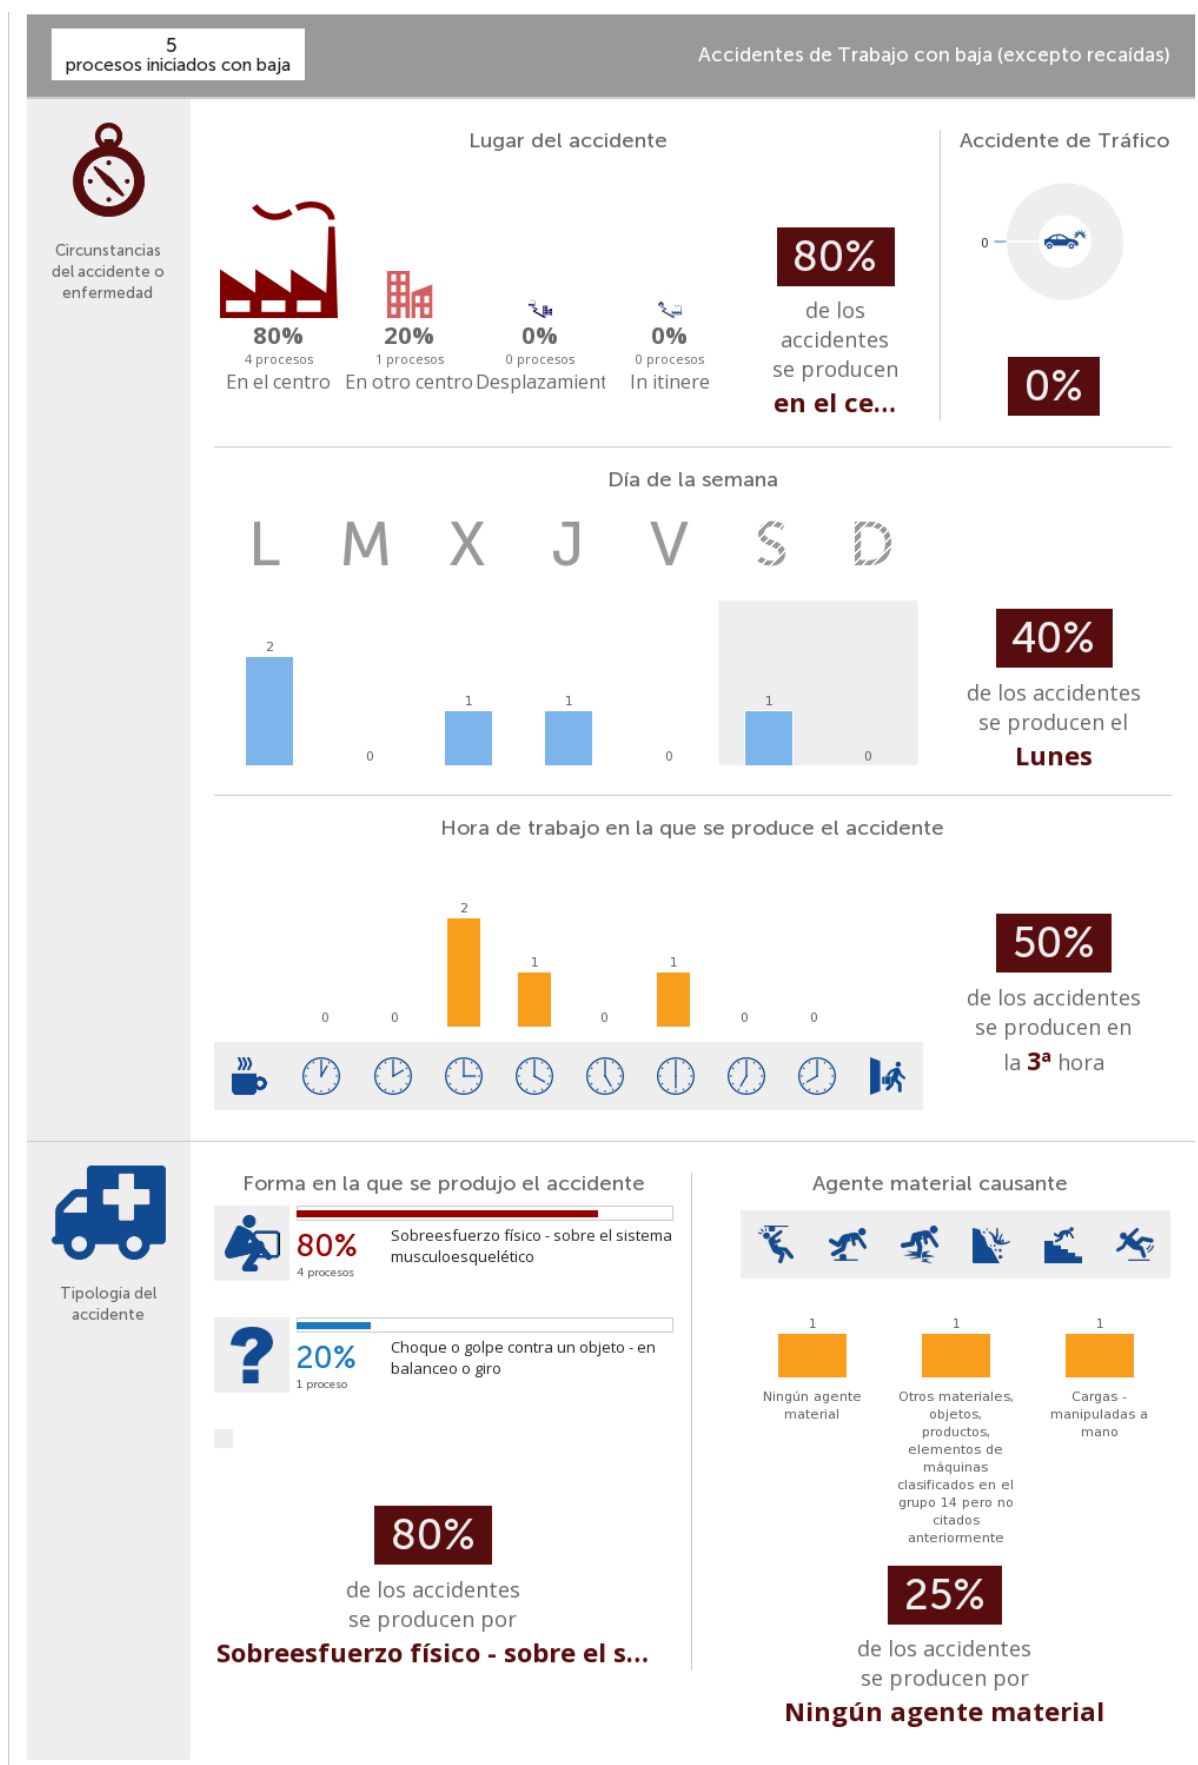 5
procesos iniciados con baja
Accidentes de Trabajo con baja (excepto recaídas)
Circunstancias
del accidente o
enfermedad
Lugar del accidente
80%
4 procesos
En el centro
20%
1 procesos
En otro centro
0%
0 procesos
Desplazamient
0%
0 procesos
In itinere
80%
de los
accidentes
se producen
en el ce...
Accidente de Tráfico
0
0%
Día de la semana
L M X J V S D
2 0 1 1 0 1 0
40%
de los accidentes
se producen el
Lunes
Hora de trabajo en la que se produce el accidente
0 0 2 1 0 1 0 0
50%
de los accidentes
se producen en
la 3ª hora
Tipología del
accidente
Forma en la que se produjo el accidente
80%
4 procesos
Sobreesfuerzo físico - sobre el sistema
musculoesquelético
?
20%
1 proceso
Choque o golpe contra un objeto - en
balanceo o giro
80%
de los accidentes
se producen por
Sobreesfuerzo físico - sobre el s...
Agente material causante
1
Ningún agente
material
1
Otros materiales,
objetos,
productos,
elementos de
máquinas
clasificados en el
grupo 14 pero no
citados
anteriormente
1
Cargas -
manipuladas a
mano
25%
de los accidentes
se producen por
Ningún agente material